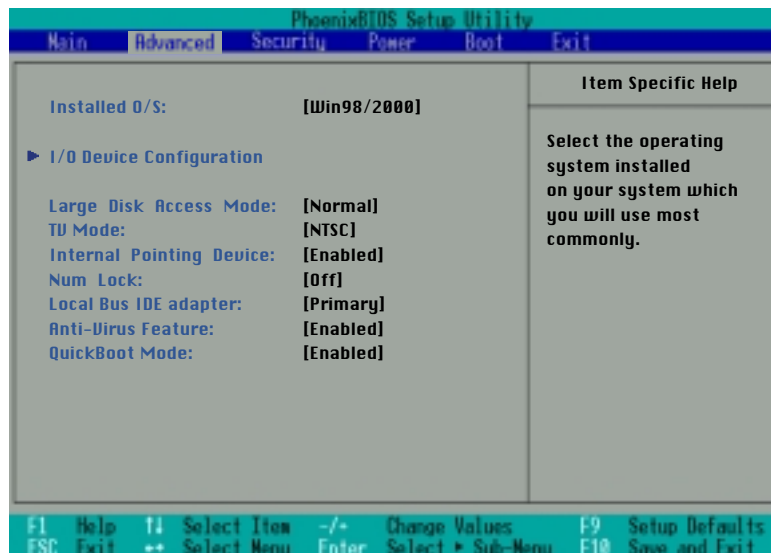 PhoenixBIOS Setup Utility
Main Advanced Security Power Boot Exit
Item Specific Help
Installed O/S: [Win98/2000]
Select the operating
system installed
on your system which
you will use most
commonly.
I/O Device Configuration
Large Disk Access Mode: [Normal]
TV Mode: [NTSC]
Internal Pointing Device: [Enabled]
Num Lock: [Off]
Local Bus IDE adapter: [Primary]
Anti-Virus Feature: [Enabled]
QuickBoot Mode: [Enabled]
F1 Help ↑↓ Select Item -/+ Change Values F9 Setup Defaults
ESC Exit ↔ Select Menu Enter Select ▶ Sub-Menu F10 Save and Exit